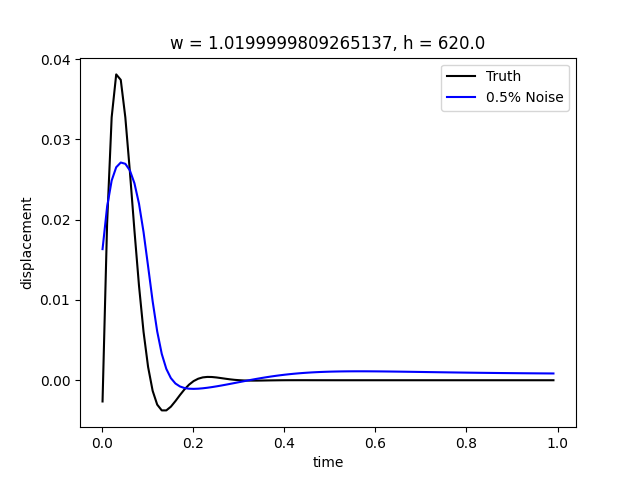 w = 1.0199999809265137, h = 620.0
Truth
0.5% Noise
displacement
0.04
0.03
0.02
0.01
0.00
0.0 0.2 0.4 0.6 0.8 1.0
time